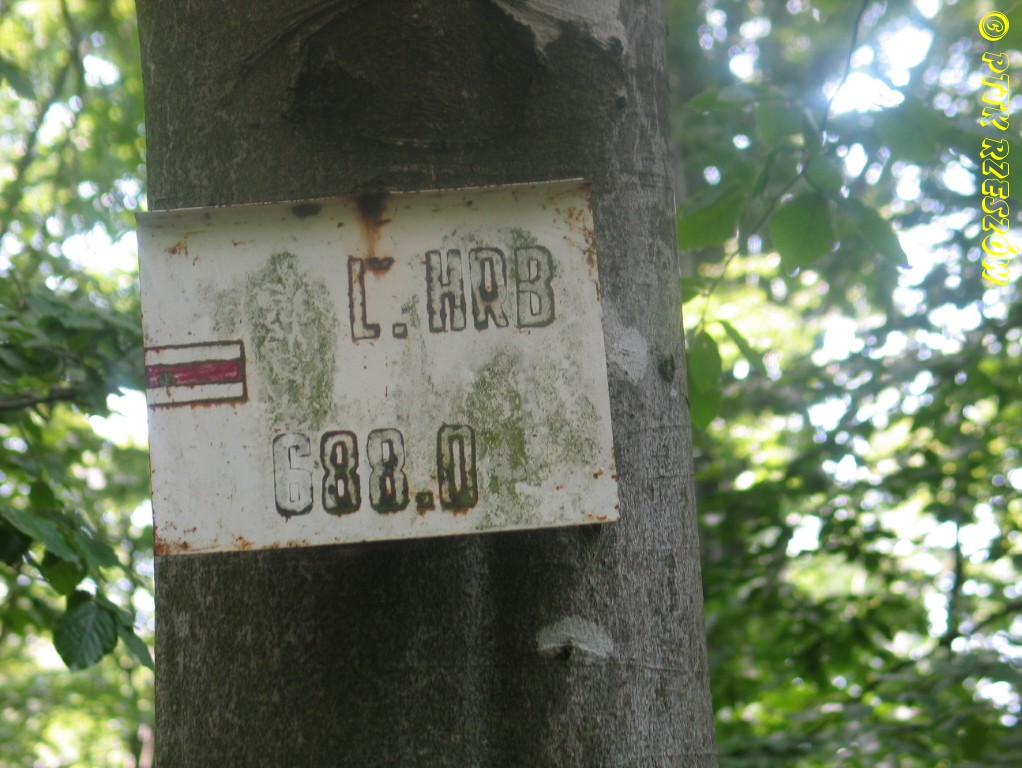 L. HRB
688.0
© PTTK RZESZÓW